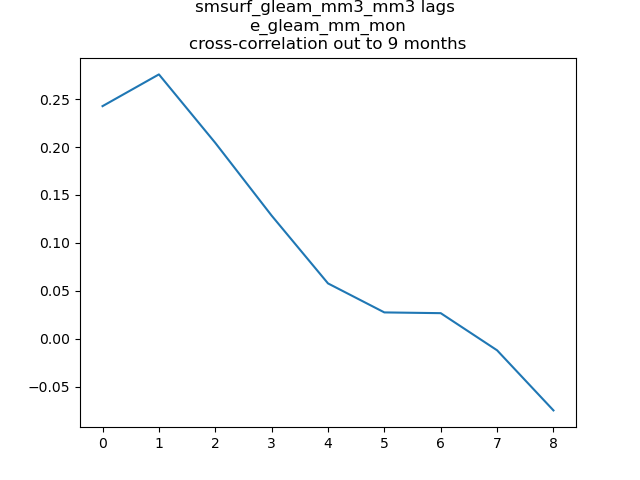 smsurf_gleam_mm3_mm3 lags
e_gleam_mm_mon
cross-correlation out to 9 months
0.25
0.20
0.15
0.10
0.05
0.00
−0.05
0 1 2 3 4 5 6 7 8